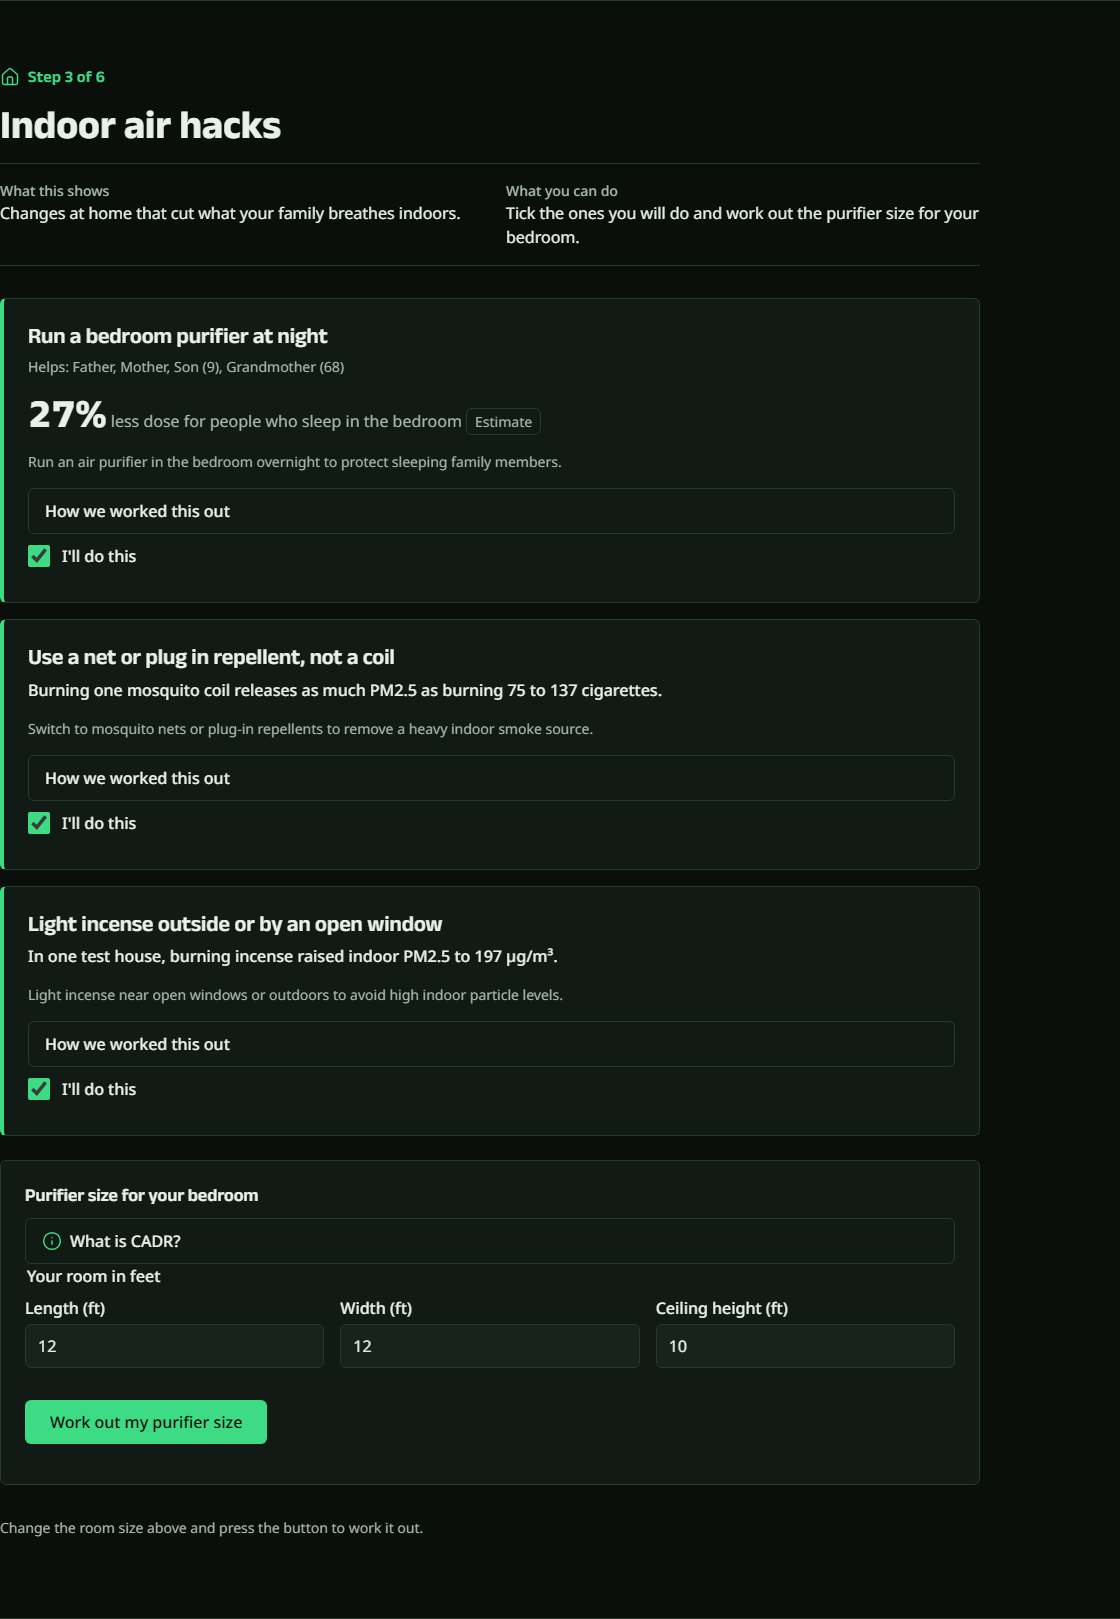 Step 3 of 6
Indoor air hacks
What this shows
Changes at home that cut what your family breathes indoors.
What you can do
Tick the ones you will do and work out the purifier size for your
bedroom.
Run a bedroom purifier at night
Helps: Father, Mother, Son (9), Grandmother (68)
27% less dose for people who sleep in the bedroom Estimate
Run an air purifier in the bedroom overnight to protect sleeping family members.
How we worked this out
I'll do this
Use a net or plug in repellent, not a coil
Burning one mosquito coil releases as much PM2.5 as burning 75 to 137 cigarettes.
Switch to mosquito nets or plug-in repellents to remove a heavy indoor smoke source.
How we worked this out
I'll do this
Light incense outside or by an open window
In one test house, burning incense raised indoor PM2.5 to 197 µg/m³.
Light incense near open windows or outdoors to avoid high indoor particle levels.
How we worked this out
I'll do this
Purifier size for your bedroom
What is CADR?
Your room in feet
Length (ft)
12
Width (ft)
12
Ceiling height (ft)
10
Work out my purifier size
Change the room size above and press the button to work it out.